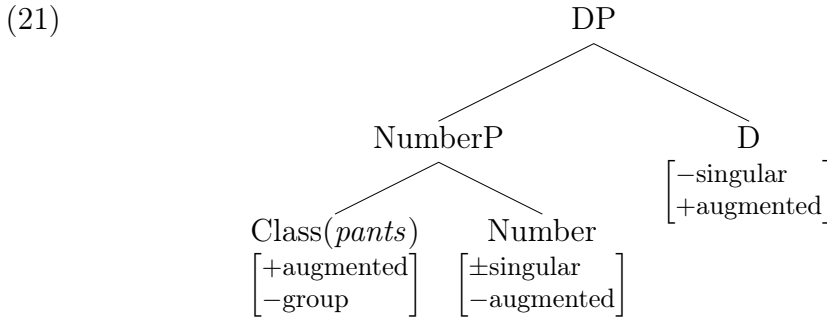 (21)
DP
NumberP
D
[−singular
+augmented]
Class(pants)
Number
[+augmented
−group]
[±singular
−augmented]